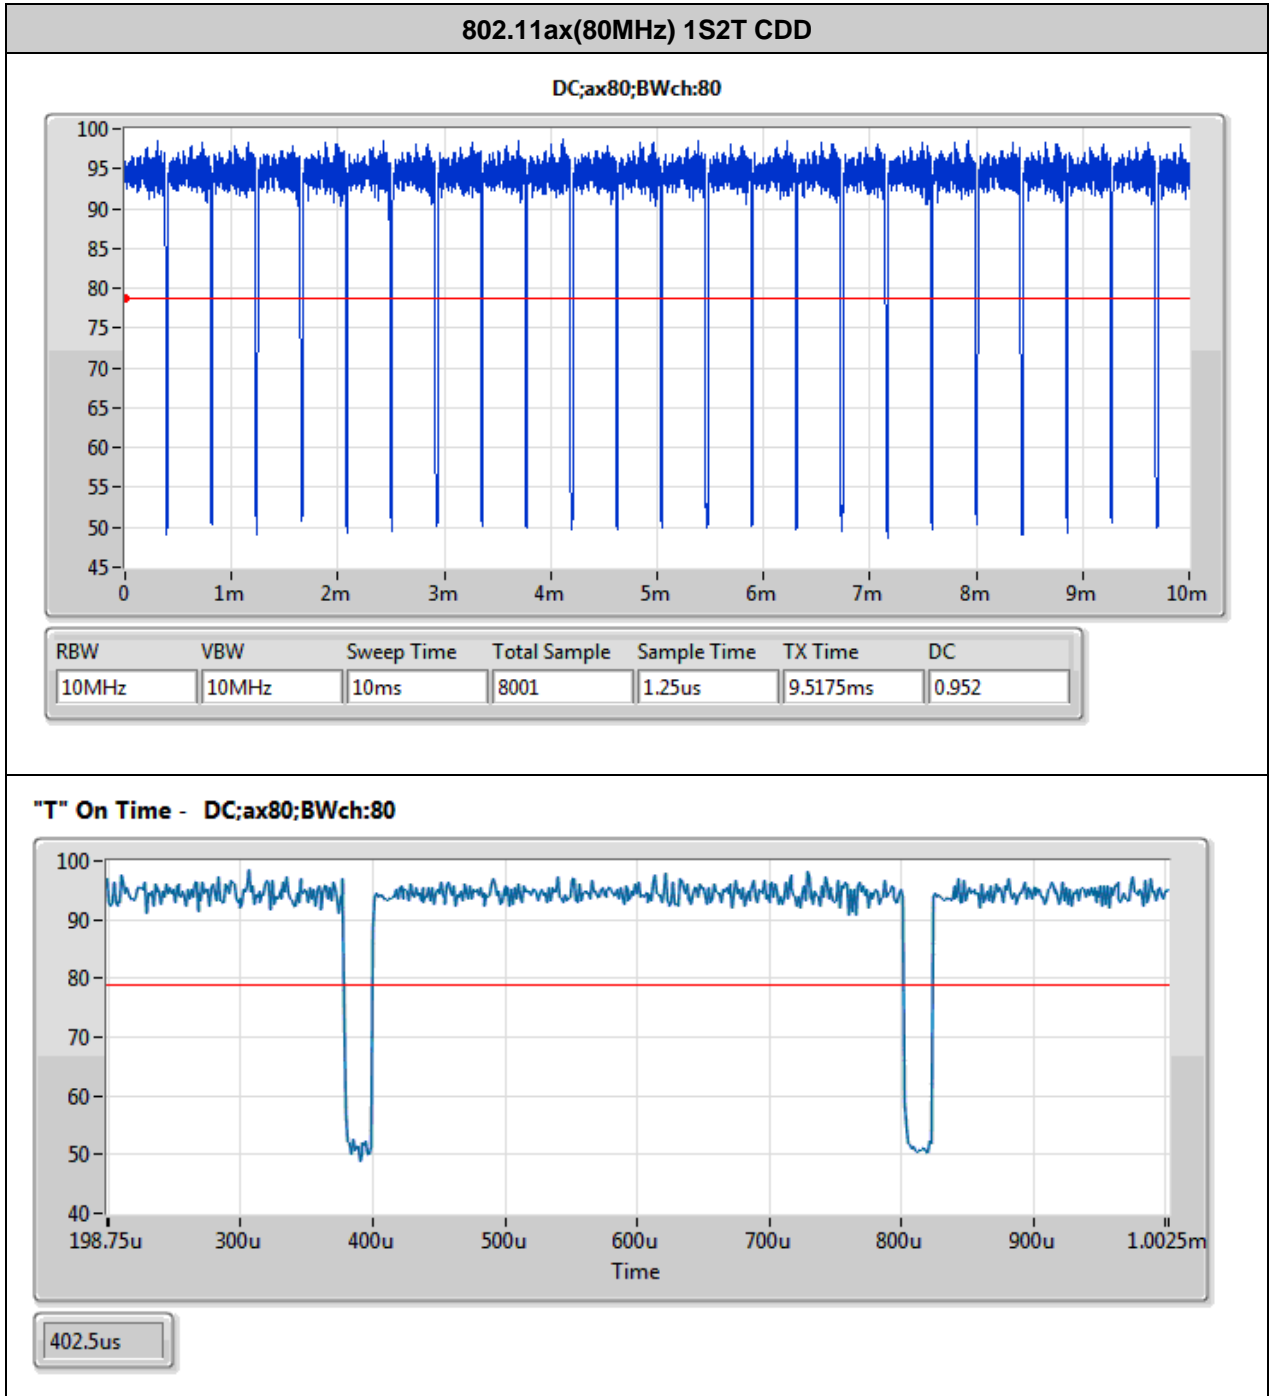 802.11ax(80MHz) 1S2T CDD
DC;ax80;BWch:80
100
95
90
85
80
75
70
65
60
55
50
45
0 1m 2m 3m 4m 5m 6m 7m 8m 9m 10m
RBW VBW Sweep Time Total Sample Sample Time TX Time DC
10MHz 10MHz 10ms 8001 1.25us 9.5175ms 0.952
"T" On Time - DC;ax80;BWch:80
100
90
80
70
60
50
40
198.75u 300u 400u 500u 600u 700u 800u 900u 1.0025m
Time
402.5us